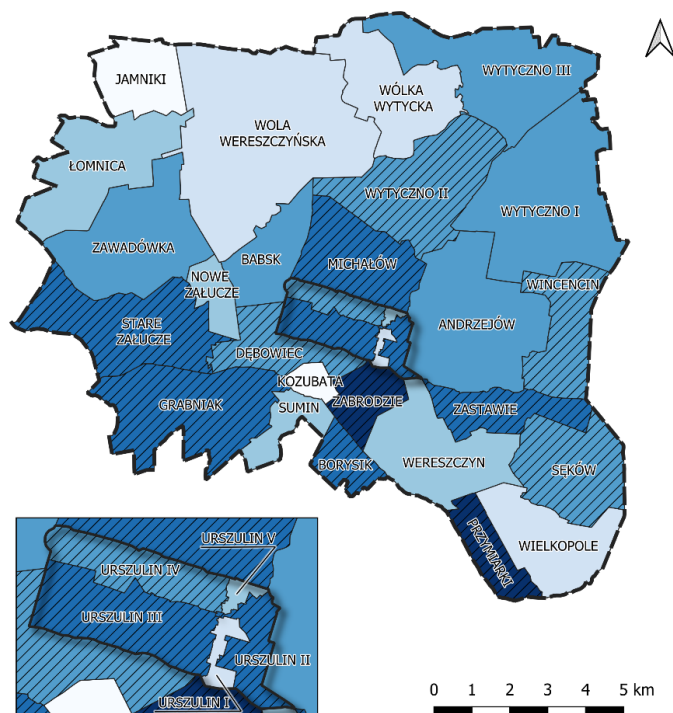 JAMNIKI
WYTYCZNO III
WÓLKA
WYTYCKA
WOLA
WERESZCZYŃSKA
ŁOMNICA
WYTYCZNO II
WYTYCZNO I
ZAWADÓWKA
BABSK
MICHAŁÓW
NOWE
ZAŁUCZE
WINCENCIN
STARE
ZAŁUCZE
ANDRZEJÓW
DĘBOWIEC
KOZUBATA
GRABNIAK
SUMIN
ZABRODZIE
ZASTAWIE
BORYSIK
WERESZCZYN
SĘKÓW
PRZYMIARKI
WIELKOPOLE
URSZULIN V
URSZULIN IV
URSZULIN III
URSZULIN II
URSZULIN I
0 1 2 3 4 5 km